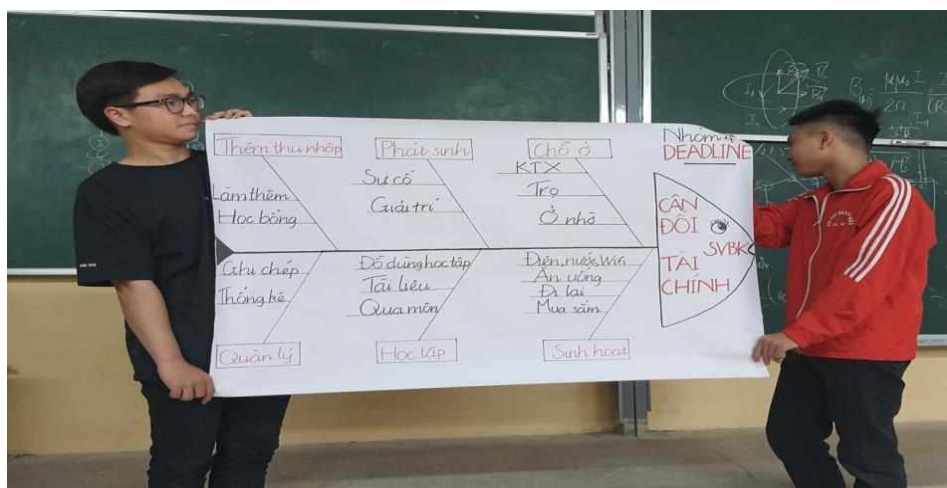 Nhóm
DEADLINE
Thêm thu nhập
Làm thêm
Học bổng
Phát sinh
Sự cố
Giải trí
Chỗ ở
KTX
Trọ
Ở nhà
CÂN
ĐỐI
SVBK
TÀI
CHÍNH
Ghi chép
Thống kê
Quản lý
Đồ dùng học tập
Tài liệu
Qua môn
Học tập
Điện, nước, Wifi
Ăn uống
Đi lại
Mua sắm
Sinh hoạt